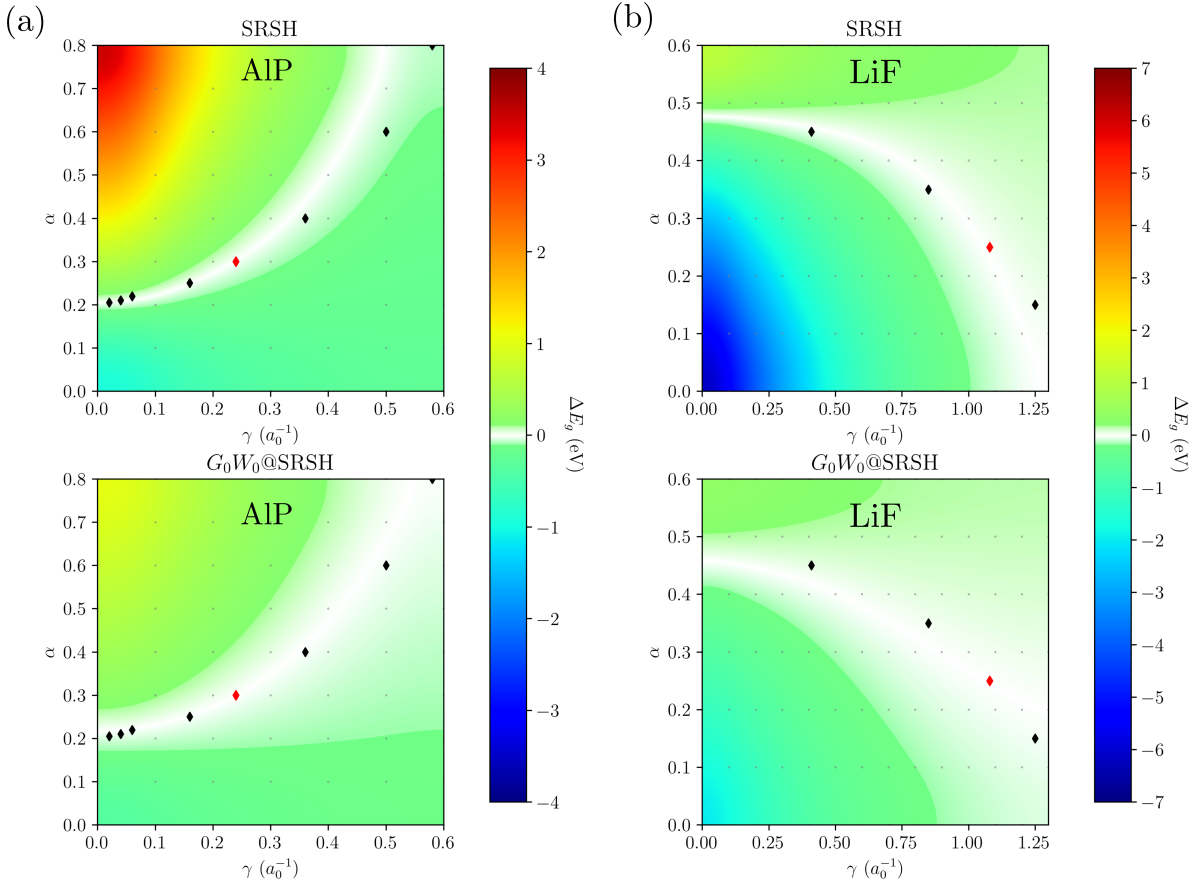 (a)
SRSH
AlP
0.8
0.7
0.6
0.5
0.4
0.3
0.2
0.1
0.0
α
0.0 0.1 0.2 0.3 0.4 0.5 0.6
γ (a₀⁻¹)
G₀W₀@SRSH
AlP
0.8
0.7
0.6
0.5
0.4
0.3
0.2
0.1
0.0
α
0.0 0.1 0.2 0.3 0.4 0.5 0.6
γ (a₀⁻¹)
4
3
2
1
0
−1
−2
−3
−4
ΔE_g (eV)
(b)
SRSH
LiF
0.6
0.5
0.4
0.3
0.2
0.1
0.0
α
0.00 0.25 0.50 0.75 1.00 1.25
γ (a₀⁻¹)
G₀W₀@SRSH
LiF
0.6
0.5
0.4
0.3
0.2
0.1
0.0
α
0.00 0.25 0.50 0.75 1.00 1.25
γ (a₀⁻¹)
7
6
5
4
3
2
1
0
−1
−2
−3
−4
−5
−6
−7
ΔE_g (eV)